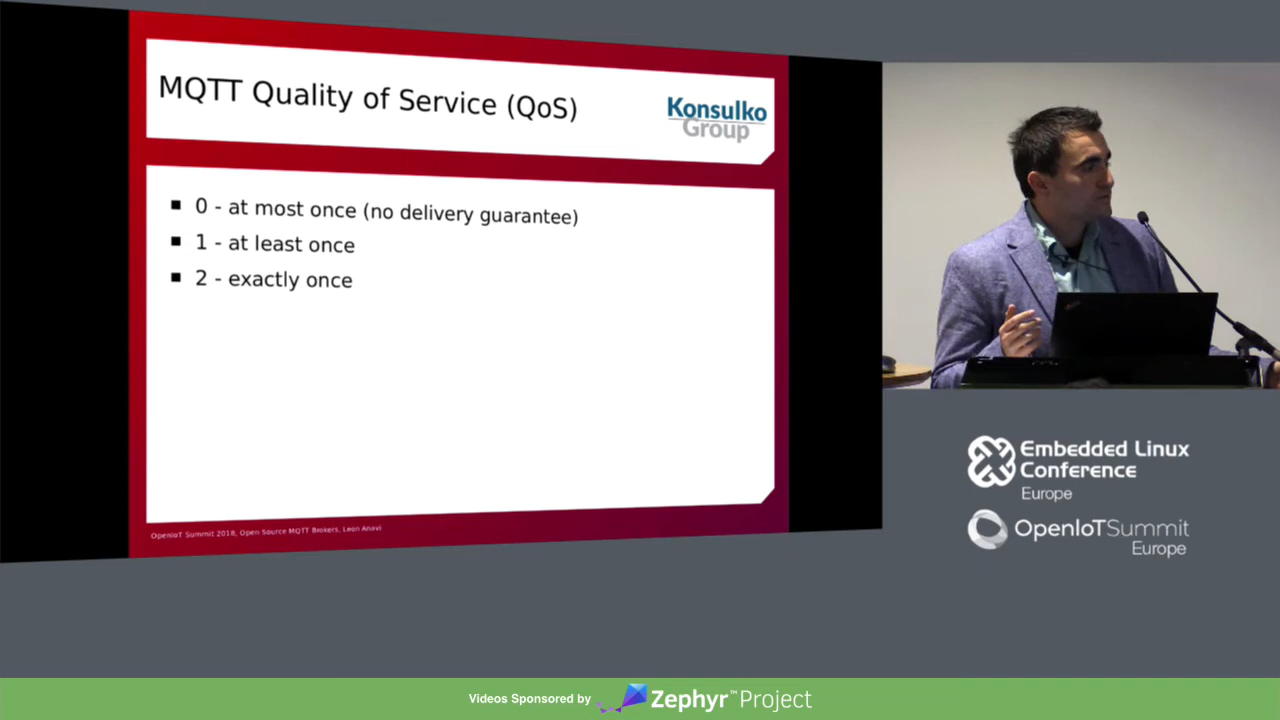 MQTT Quality of Service (QoS)
Konsulko
Group
0 - at most once (no delivery guarantee)
1 - at least once
2 - exactly once
OpenIoT Summit 2018, Open Source MQTT Brokers, Leon Anavi
Embedded Linux
Conference
Europe
OpenIoTSummit
Europe
Videos Sponsored by Zephyr™Project